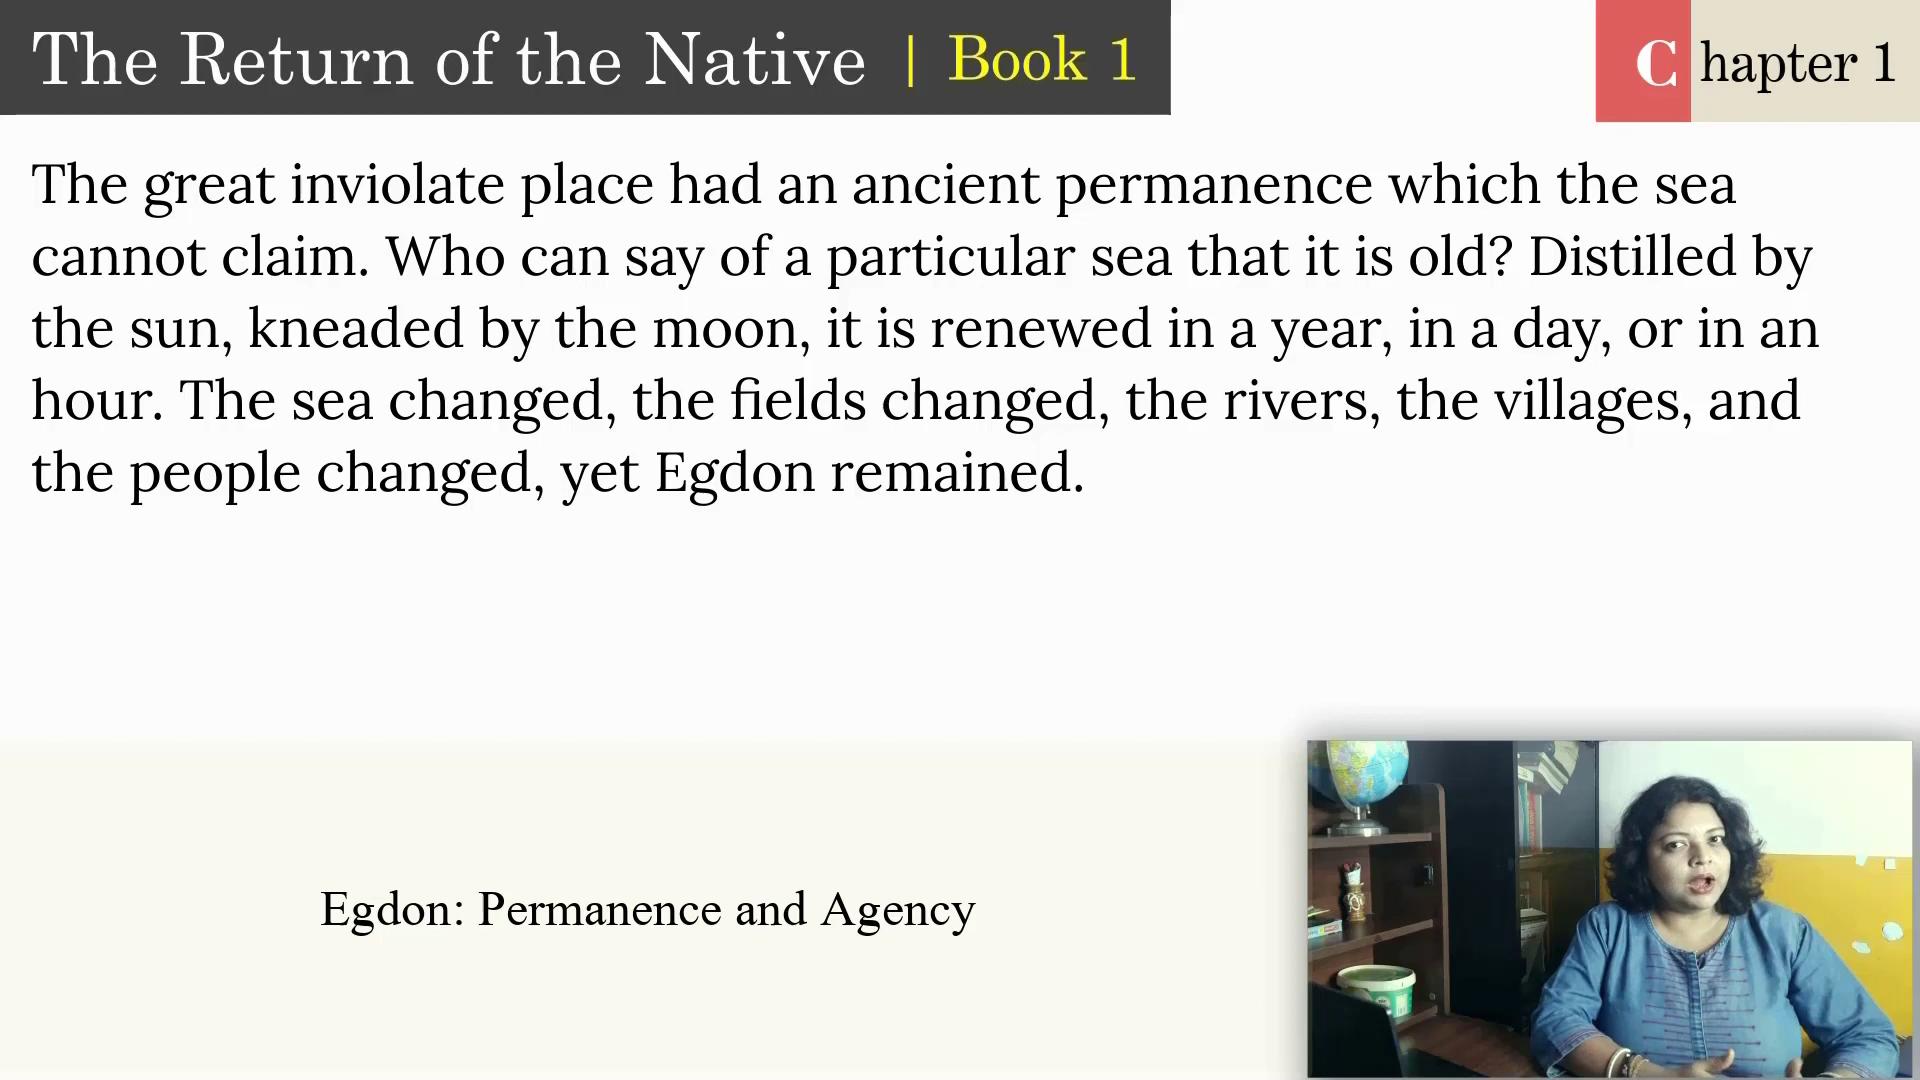 The Return of the Native | Book 1
Chapter 1
The great inviolate place had an ancient permanence which the sea
cannot claim. Who can say of a particular sea that it is old? Distilled by
the sun, kneaded by the moon, it is renewed in a year, in a day, or in an
hour. The sea changed, the fields changed, the rivers, the villages, and
the people changed, yet Egdon remained.
Egdon: Permanence and Agency